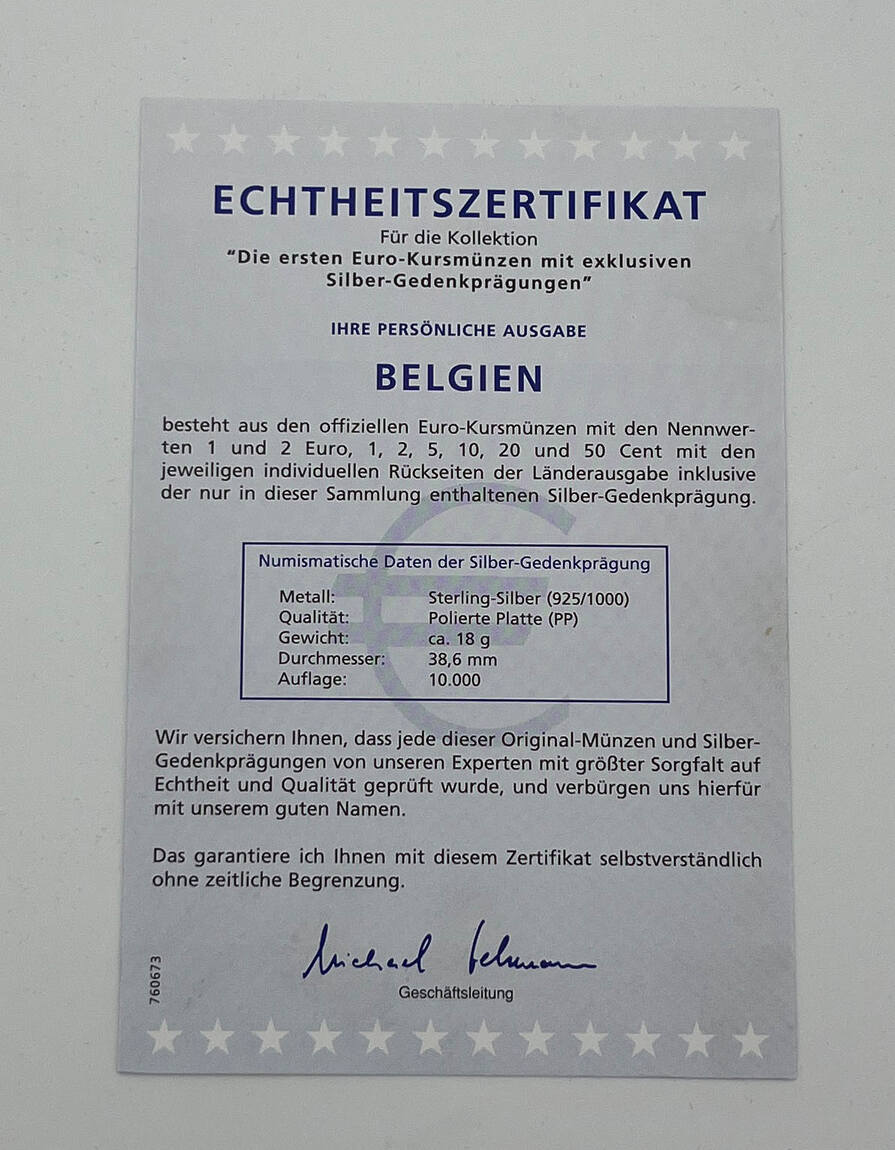 ECHTHEITSZERTIFIKAT
Für die Kollektion
“Die ersten Euro-Kursmünzen mit exklusiven
Silber-Gedenkprägungen”
IHRE PERSÖNLICHE AUSGABE
BELGIEN
besteht aus den offiziellen Euro-Kursmünzen mit den Nennwer-
ten 1 und 2 Euro, 1, 2, 5, 10, 20 und 50 Cent mit den
jeweiligen individuellen Rückseiten der Länderausgabe inklusive
der nur in dieser Sammlung enthaltenen Silber-Gedenkprägung.
Numismatische Daten der Silber-Gedenkprägung
Metall: Sterling-Silber (925/1000)
Qualität: Polierte Platte (PP)
Gewicht: ca. 18 g
Durchmesser: 38,6 mm
Auflage: 10.000
Wir versichern Ihnen, dass jede dieser Original-Münzen und Silber-
Gedenkprägungen von unseren Experten mit größter Sorgfalt auf
Echtheit und Qualität geprüft wurde, und verbürgen uns hierfür
mit unserem guten Namen.
Das garantiere ich Ihnen mit diesem Zertifikat selbstverständlich
ohne zeitliche Begrenzung.
Michael
Geschäftsleitung
760673